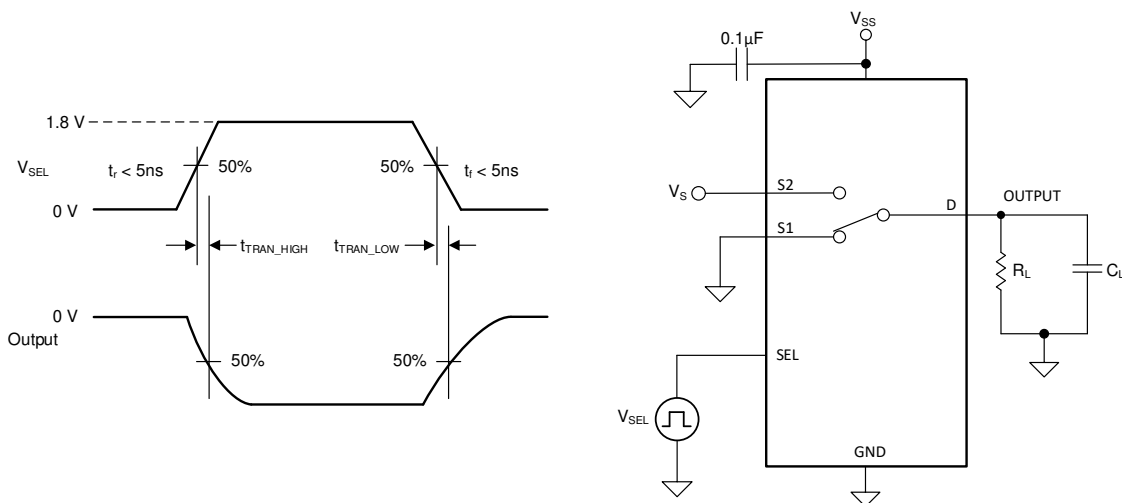 1.8 V
V_SEL
t_r < 5ns
50%
50%
t_f < 5ns
0 V
t_TRAN_HIGH
t_TRAN_LOW
0 V
Output
50%
50%
V_SS
0.1µF
V_S
S2
S1
D
OUTPUT
R_L
C_L
SEL
V_SEL
GND